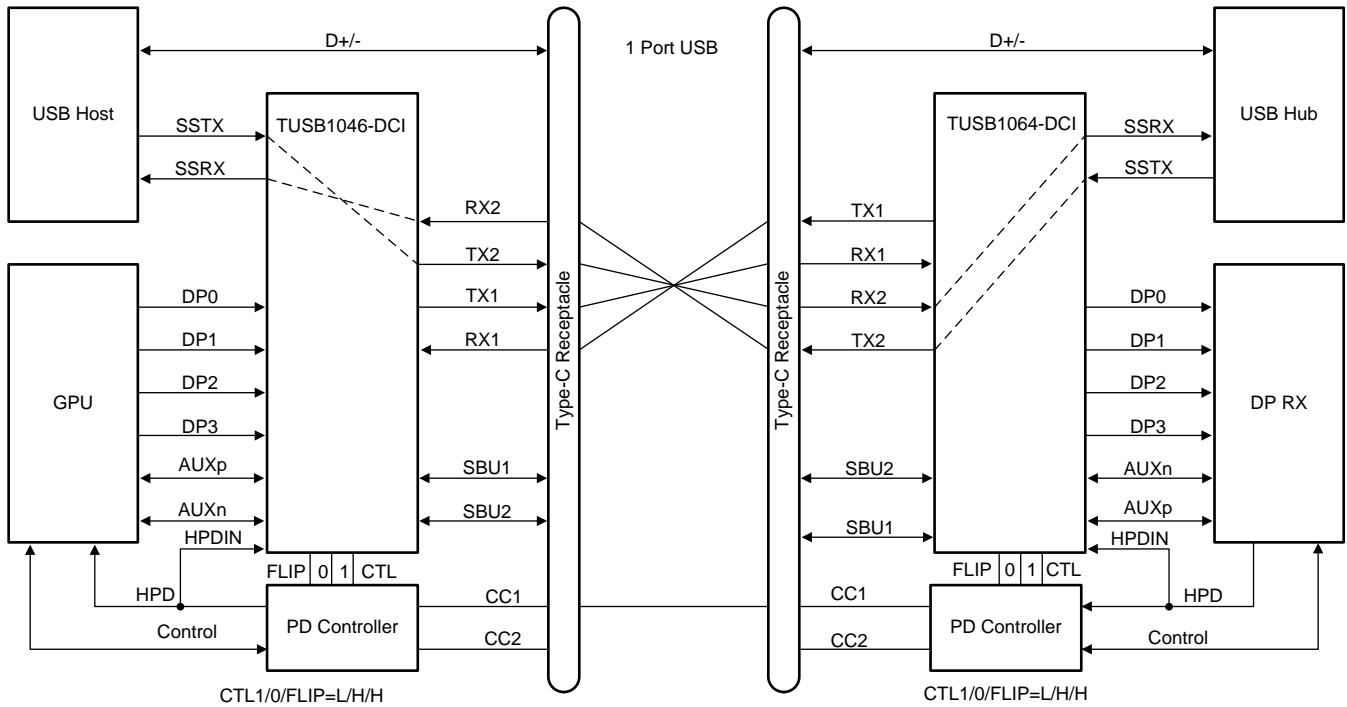 D+/-
1 Port USB
D+/-
USB Host
TUSB1046-DCI
TUSB1064-DCI
USB Hub
SSTX
SSRX
SSRX
SSTX
RX2
TX2
TX1
RX1
TX1
RX1
RX2
TX2
Type-C Receptacle
Type-C Receptacle
GPU
DP0
DP1
DP2
DP3
AUXp
AUXn
HPDIN
SBU1
SBU2
SBU2
SBU1
DP0
DP1
DP2
DP3
AUXn
AUXp
HPDIN
DP RX
FLIP 0 1 CTL
FLIP 0 1 CTL
HPD
Control
PD Controller
CC1
CC2
CC1
CC2
PD Controller
HPD
Control
CTL1/0/FLIP=L/H/H
CTL1/0/FLIP=L/H/H